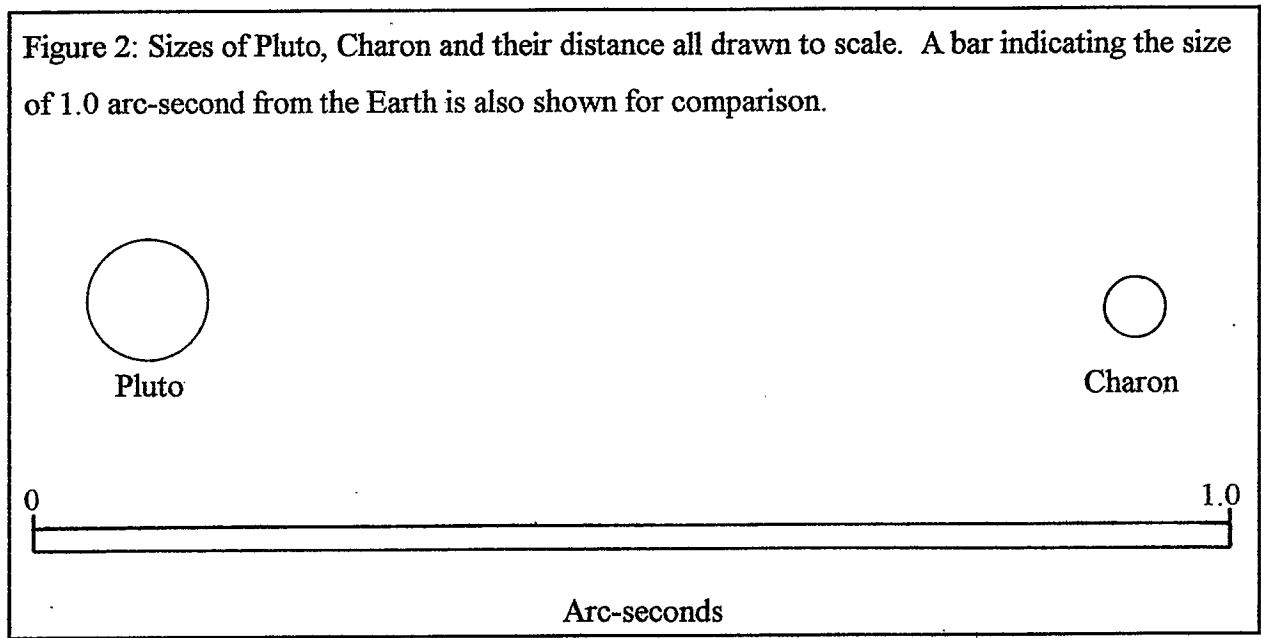 Figure 2: Sizes of Pluto, Charon and their distance all drawn to scale. A bar indicating the size
of 1.0 arc-second from the Earth is also shown for comparison.
Pluto
Charon
0
1.0
Arc-seconds